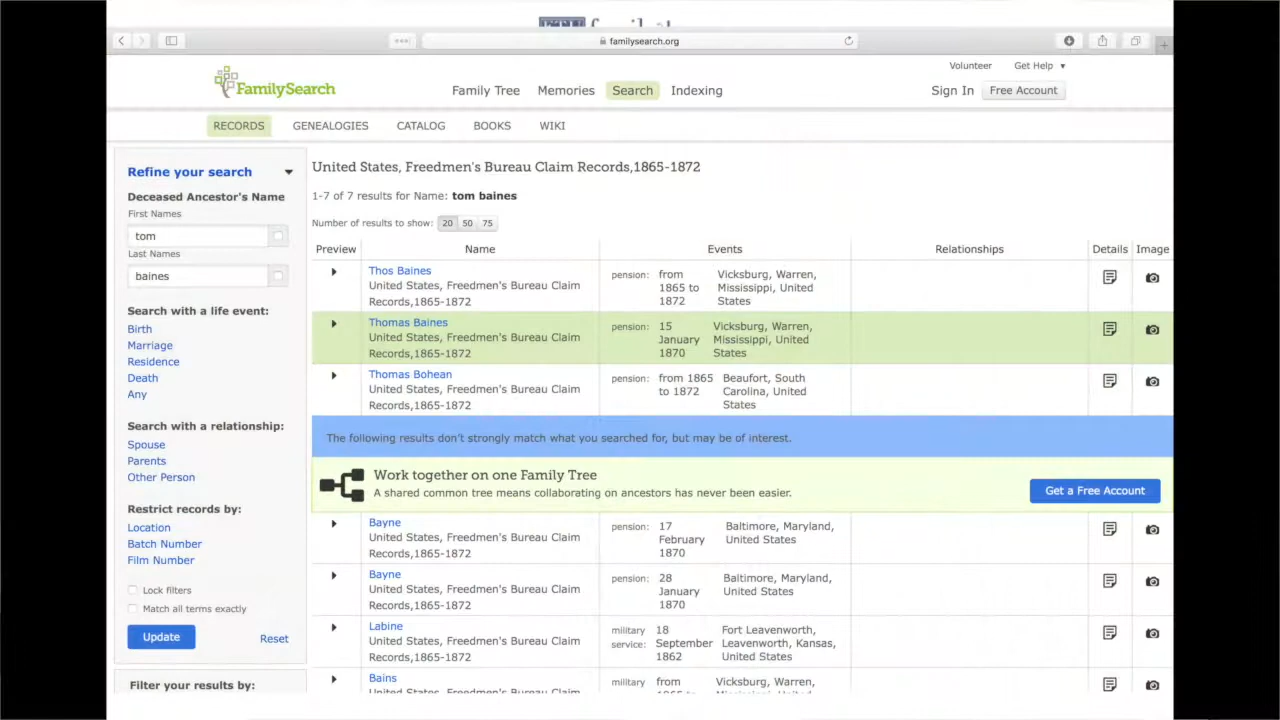 familysearch.org
Volunteer Get Help
FamilySearch
Family Tree Memories Search Indexing
Sign In Free Account
RECORDS GENEALOGIES CATALOG BOOKS WIKI
Refine your search
Deceased Ancestor's Name
First Names
tom
Last Names
baines
Search with a life event:
Birth
Marriage
Residence
Death
Any
Search with a relationship:
Spouse
Parents
Other Person
Restrict records by:
Location
Batch Number
Film Number
Lock filters
Match all terms exactly
Update Reset
Filter your results by:
United States, Freedmen's Bureau Claim Records,1865-1872
1-7 of 7 results for Name: tom baines
Number of results to show: 20 50 75
Preview Name Events Relationships Details Image
Thos Baines
United States, Freedmen's Bureau Claim
Records,1865-1872
pension: from 1865 to 1872
Vicksburg, Warren,
Mississippi, United
States
Thomas Baines
United States, Freedmen's Bureau Claim
Records,1865-1872
pension: 15 January 1870
Vicksburg, Warren,
Mississippi, United
States
Thomas Bohean
United States, Freedmen's Bureau Claim
Records,1865-1872
pension: from 1865 to 1872
Beaufort, South
Carolina, United
States
The following results don't strongly match what you searched for, but may be of interest.
Work together on one Family Tree
A shared common tree means collaborating on ancestors has never been easier.
Get a Free Account
Bayne
United States, Freedmen's Bureau Claim
Records,1865-1872
pension: 17 February 1870
Baltimore, Maryland,
United States
Bayne
United States, Freedmen's Bureau Claim
Records,1865-1872
pension: 28 January 1870
Baltimore, Maryland,
United States
Labine
United States, Freedmen's Bureau Claim
Records,1865-1872
military service: 18 September 1862
Fort Leavenworth,
Leavenworth, Kansas,
United States
Bains
United States, Freedmen's Bureau Claim
military from
Vicksburg, Warren,